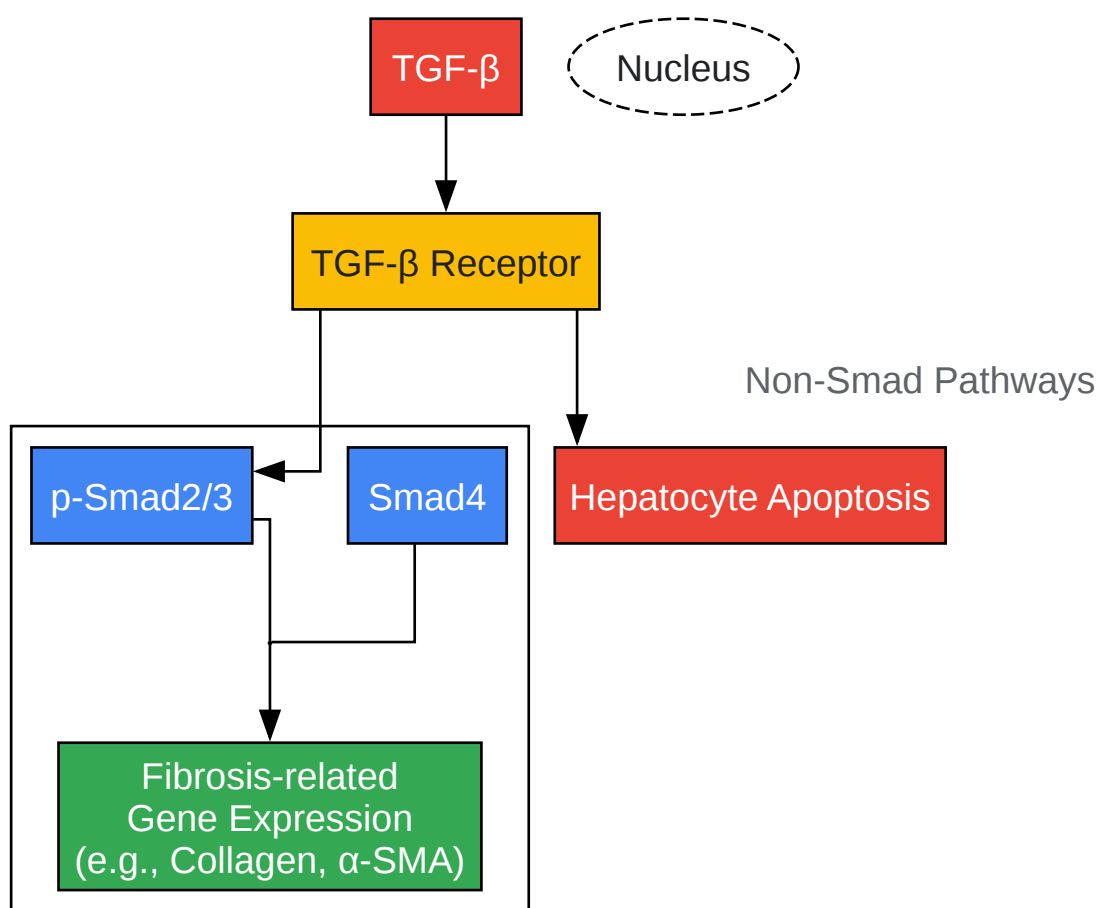 TGF-β
Nucleus
TGF-β Receptor
Non-Smad Pathways
p-Smad2/3
Smad4
Hepatocyte Apoptosis
Fibrosis-related
Gene Expression
(e.g., Collagen, α-SMA)